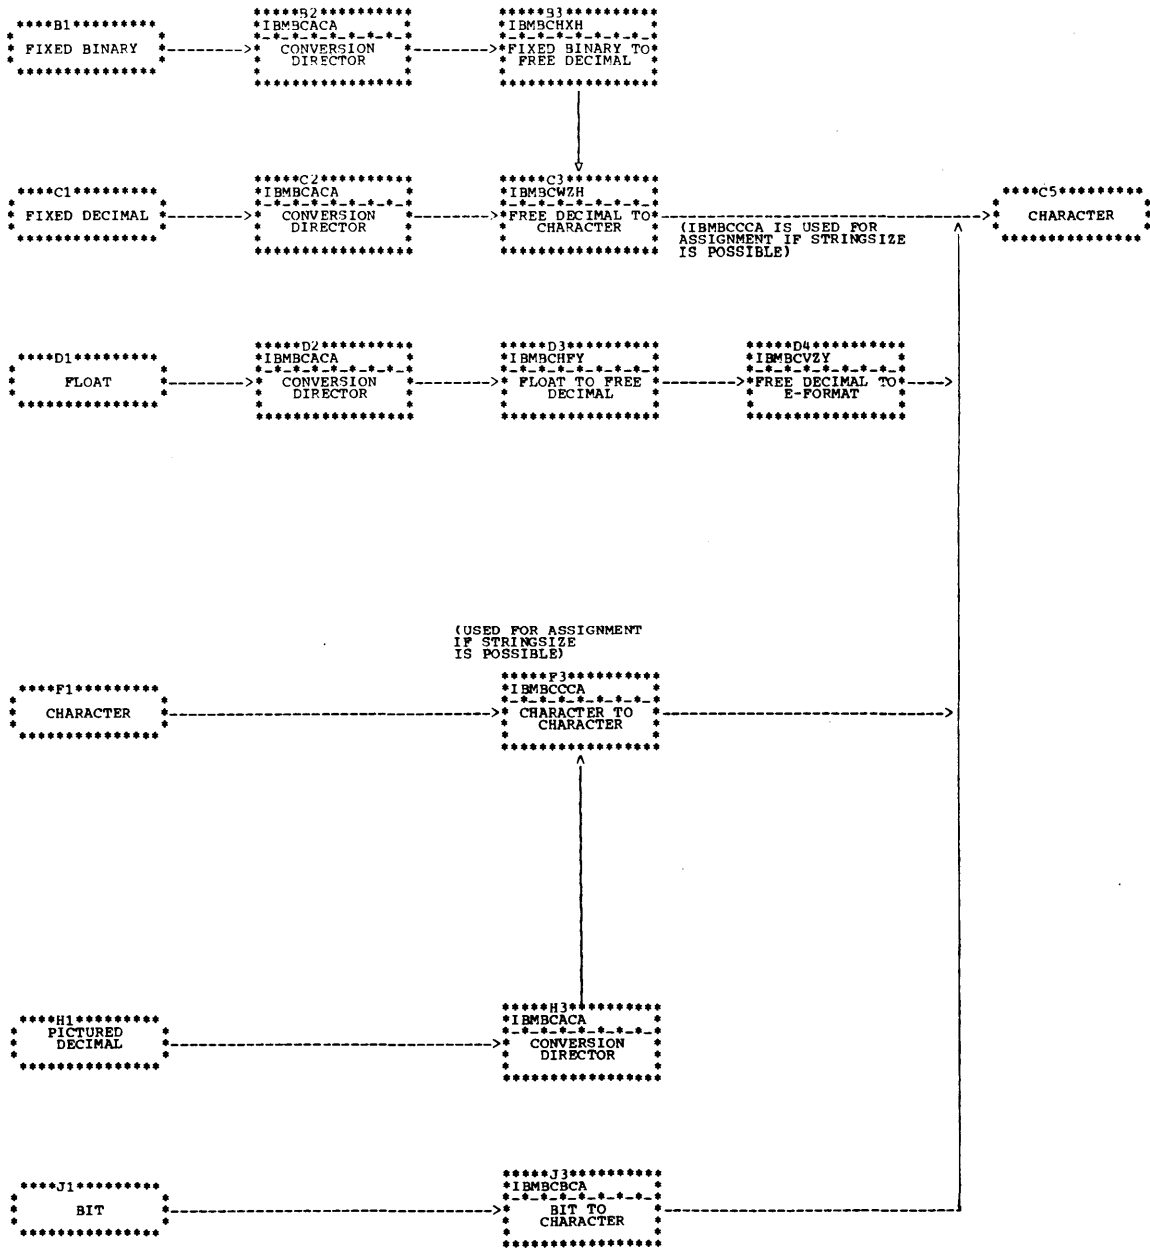 B1
FIXED BINARY
B2
IBMBCACA
CONVERSION
DIRECTOR
B3
IBMBCHXH
FIXED BINARY TO
FREE DECIMAL
C1
FIXED DECIMAL
C2
IBMBCACA
CONVERSION
DIRECTOR
C3
IBMBCWZH
FREE DECIMAL TO
CHARACTER
(IBMBCCCA IS USED FOR
ASSIGNMENT IF STRINGSIZE
IS POSSIBLE)
C5
CHARACTER
D1
FLOAT
D2
IBMBCACA
CONVERSION
DIRECTOR
D3
IBMBCHFY
FLOAT TO FREE
DECIMAL
D4
IBMBCVZY
FREE DECIMAL TO
E-FORMAT
(USED FOR ASSIGNMENT
IF STRINGSIZE
IS POSSIBLE)
F1
CHARACTER
F3
IBMBCCCA
CHARACTER TO
CHARACTER
H1
PICTURED
DECIMAL
H3
IBMBCACA
CONVERSION
DIRECTOR
J1
BIT
J3
IBMBCBCA
BIT TO
CHARACTER